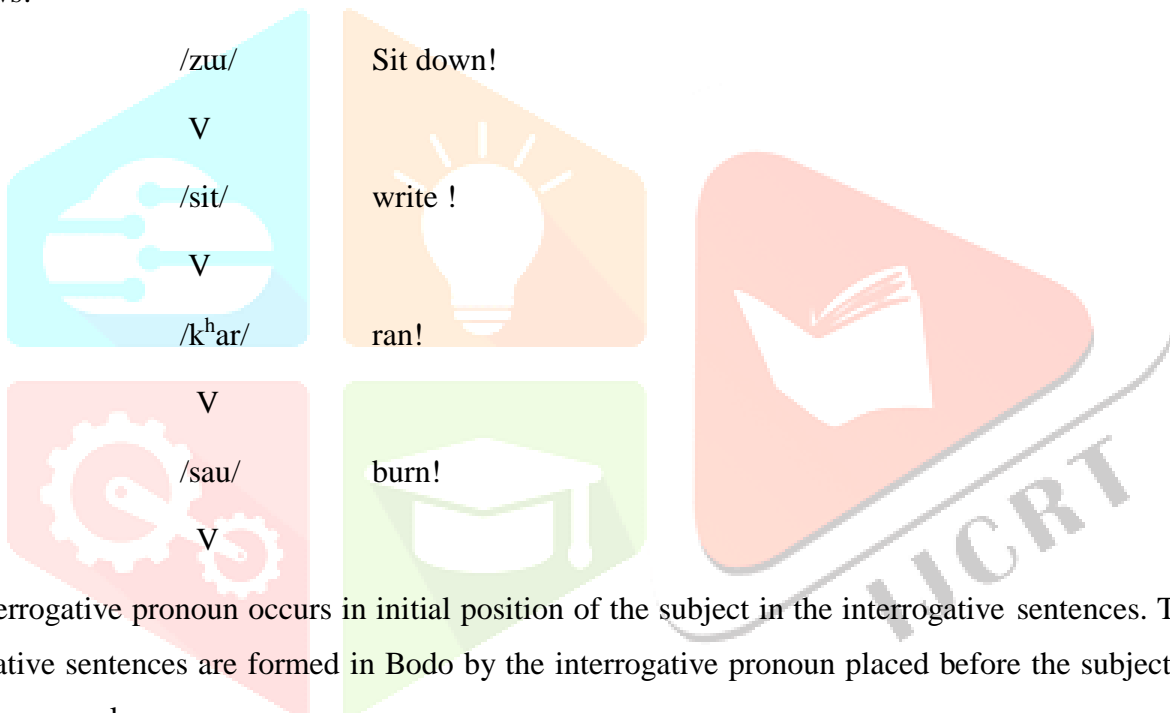 /zɯ/ Sit down!
V
/sit/ write !
V
/kʰar/ ran!
V
/sau/ burn!
V
IJCRT
errogative pronoun occurs in initial position of the subject in the interrogative sentences. T
ative sentences are formed in Bodo by the interrogative pronoun placed before the subject